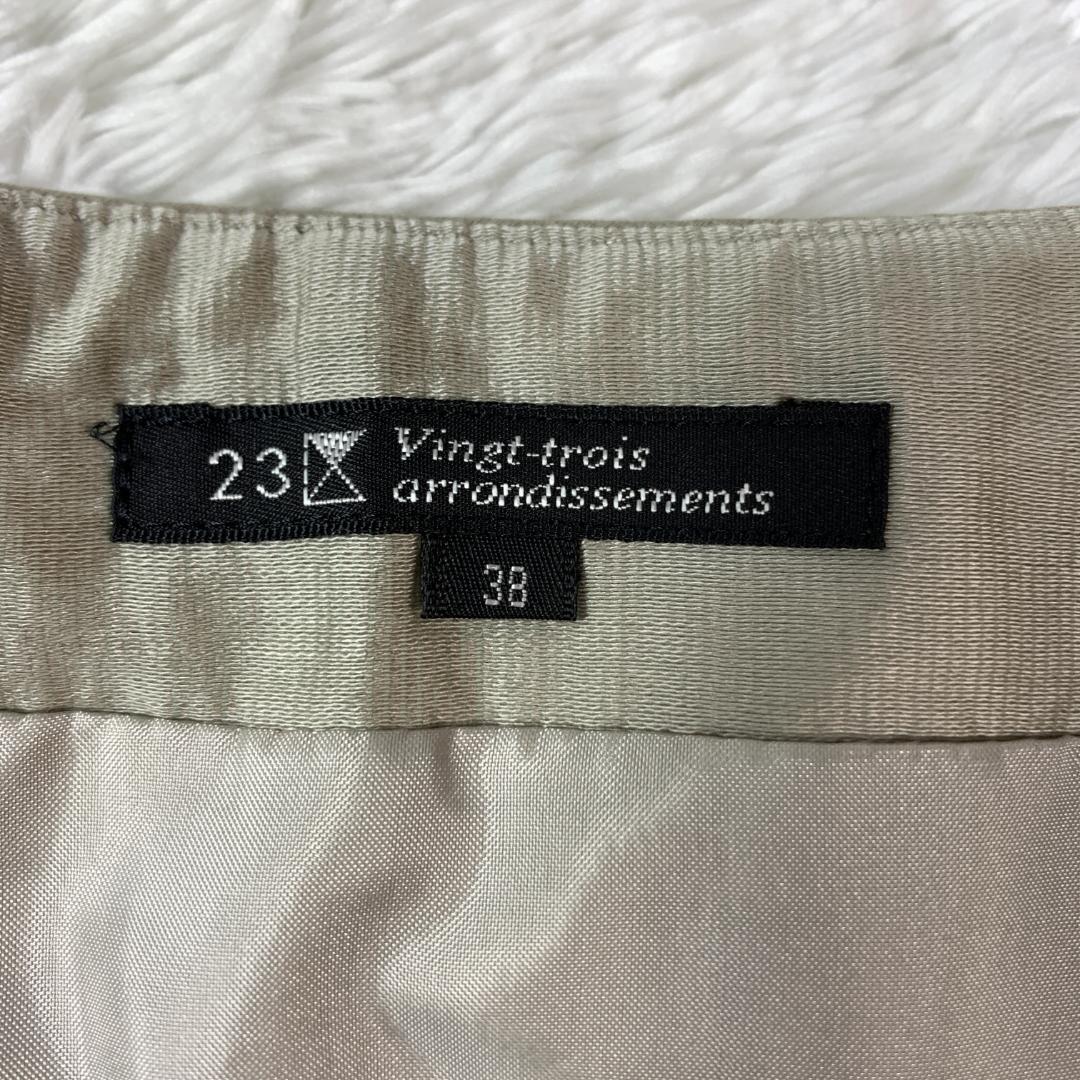 23 Vingt-trois
arrondissements
38